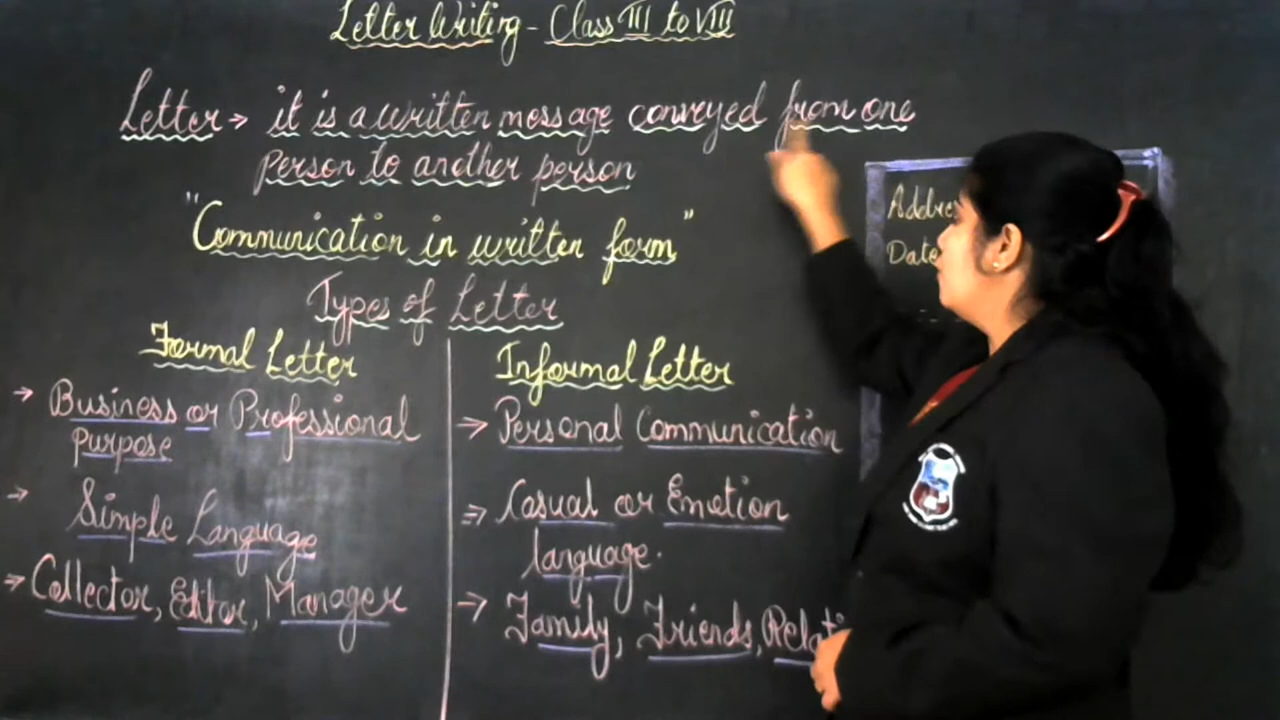 Letter Writing - Class III to VIII
Letter → it is a written message conveyed from one
person to another person
"Communication in written form"
Types of Letter
Formal Letter
→ Business or Professional
purpose
→ Simple Language
→ Collector, Editor, Manager
Informal Letter
→ Personal Communication
→ Casual or Emotion
language.
→ Family, Friends, Relati
Addre
Date